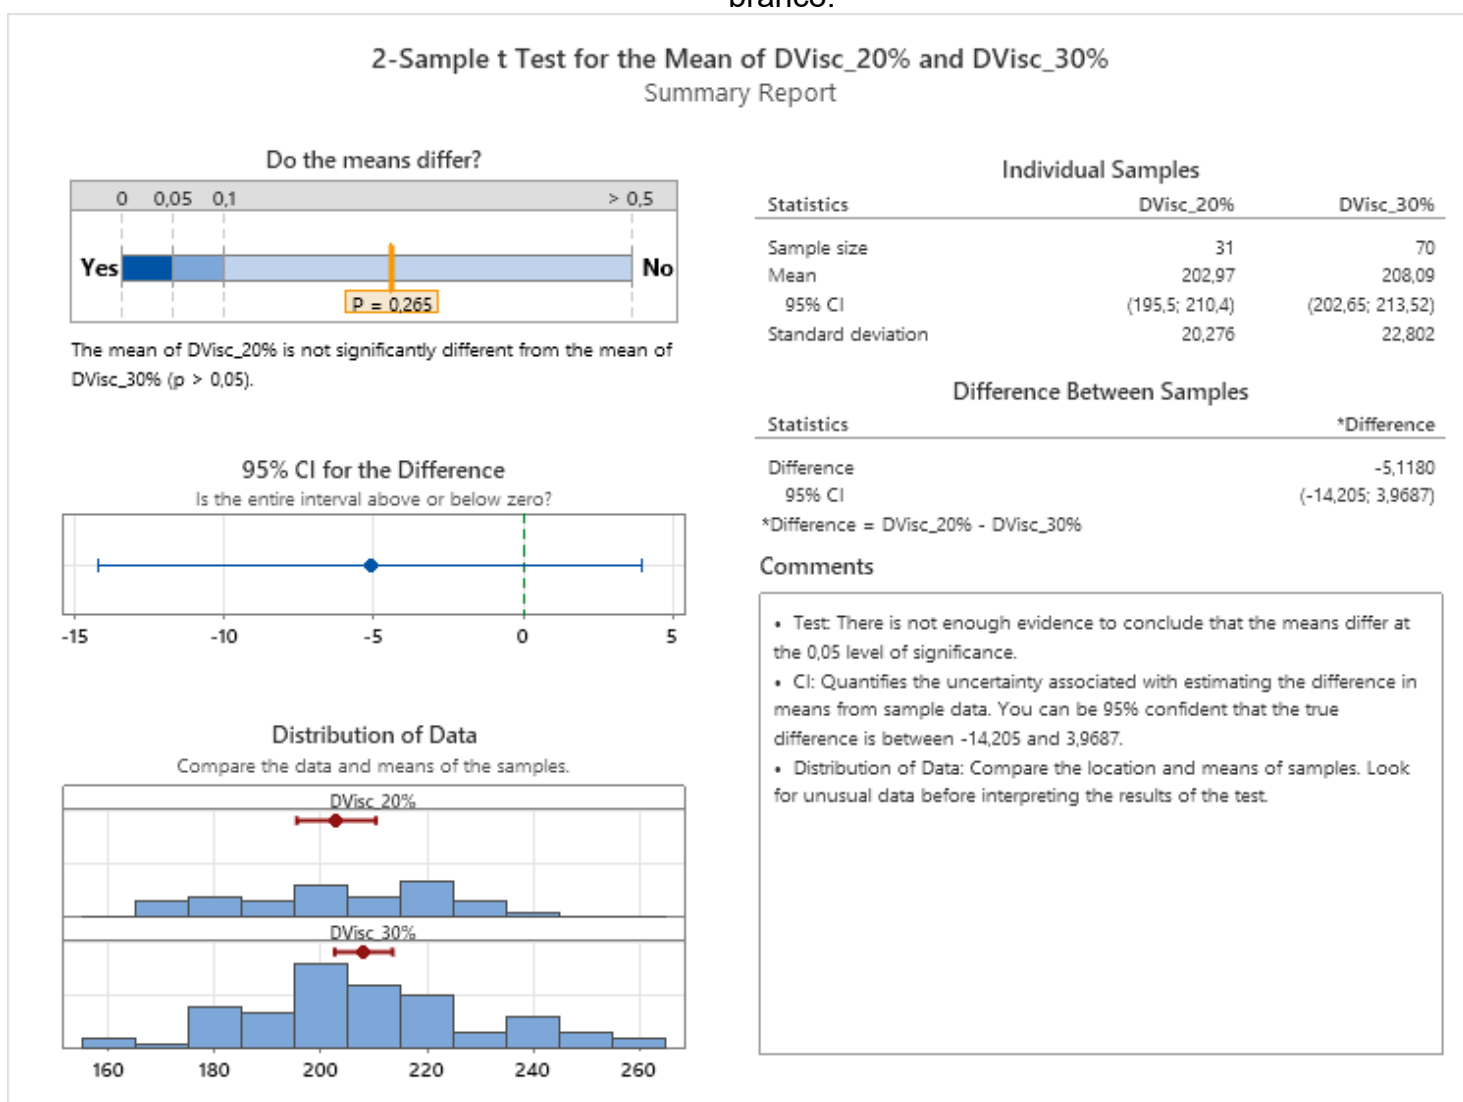 branco.
2-Sample t Test for the Mean of DVisc_20% and DVisc_30%
Summary Report
Do the means differ?
0 0,05 0,1 > 0,5
Yes No
P = 0,265
The mean of DVisc_20% is not significantly different from the mean of
DVisc_30% (p > 0,05).
95% CI for the Difference
Is the entire interval above or below zero?
-15 -10 -5 0 5
Distribution of Data
Compare the data and means of the samples.
DVisc_20%
DVisc_30%
160 180 200 220 240 260
Individual Samples
Statistics DVisc_20% DVisc_30%
Sample size 31 70
Mean 202,97 208,09
95% CI (195,5; 210,4) (202,65; 213,52)
Standard deviation 20,276 22,802
Difference Between Samples
Statistics *Difference
Difference -5,1180
95% CI (-14,205; 3,9687)
*Difference = DVisc_20% - DVisc_30%
Comments
• Test: There is not enough evidence to conclude that the means differ at
the 0,05 level of significance.
• CI: Quantifies the uncertainty associated with estimating the difference in
means from sample data. You can be 95% confident that the true
difference is between -14,205 and 3,9687.
• Distribution of Data: Compare the location and means of samples. Look
for unusual data before interpreting the results of the test.